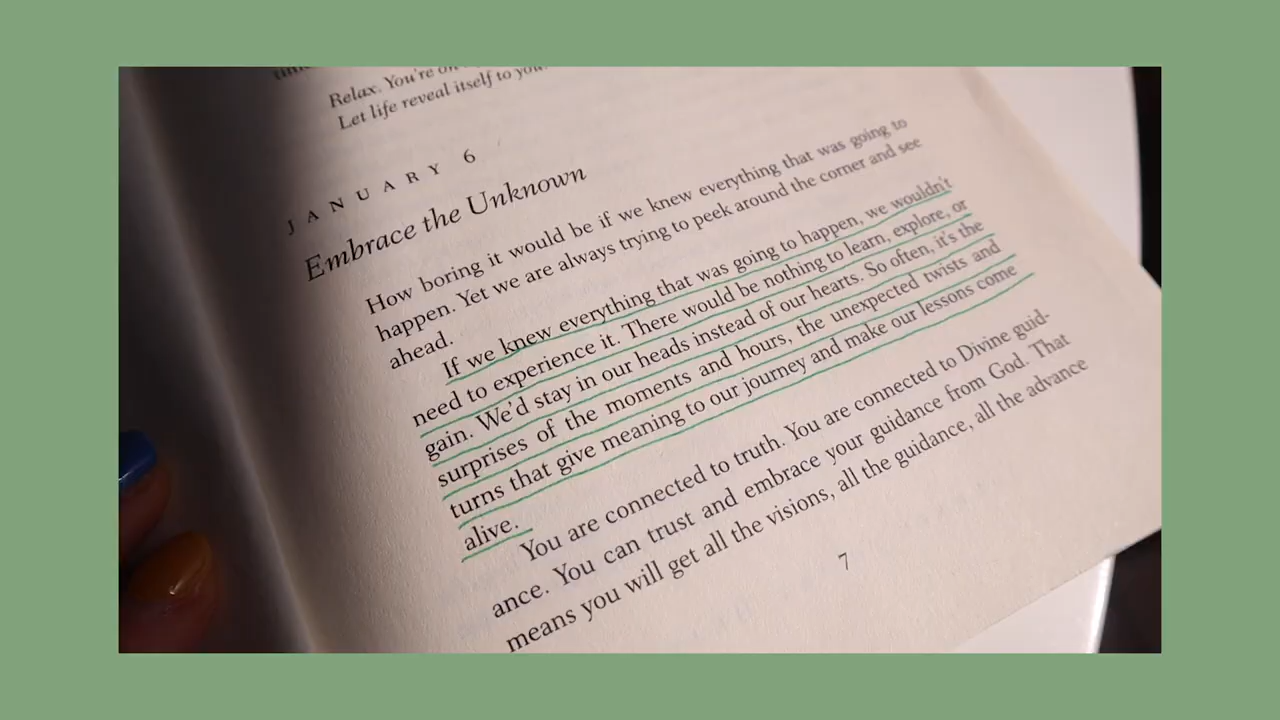 Relax. You're on
Let life reveal itself to you.
JANUARY 6
Embrace the Unknown
How boring it would be if we knew everything that was going to
happen. Yet we are always trying to peek around the corner and see
ahead.
If we knew everything that was going to happen, we wouldn't
need to experience it. There would be nothing to learn, explore, or
gain. We'd stay in our heads instead of our hearts. So often, it's the
surprises of the moments and hours, the unexpected twists and
turns that give meaning to our journey and make our lessons come
alive.
You are connected to truth. You are connected to Divine guid-
ance. You can trust and embrace your guidance from God. That
means you will get all the visions, all the guidance, all the advance
7